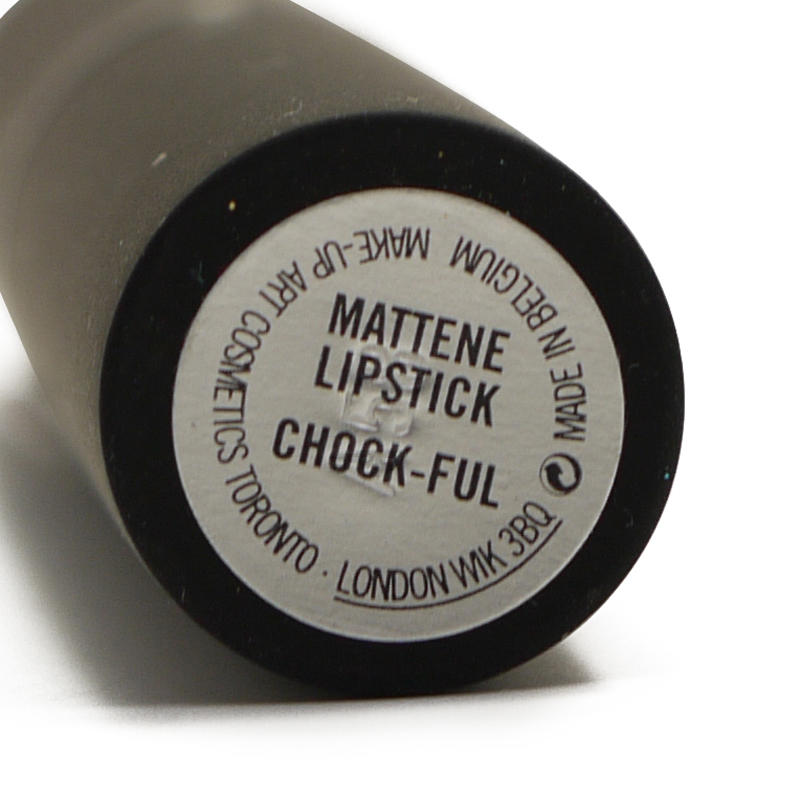 MATTENE
LIPSTICK
CHOCK-FUL
MAKE-UP ART COSMETICS TORONTO · LONDON W1K 3BQ
MADE IN BELGIUM